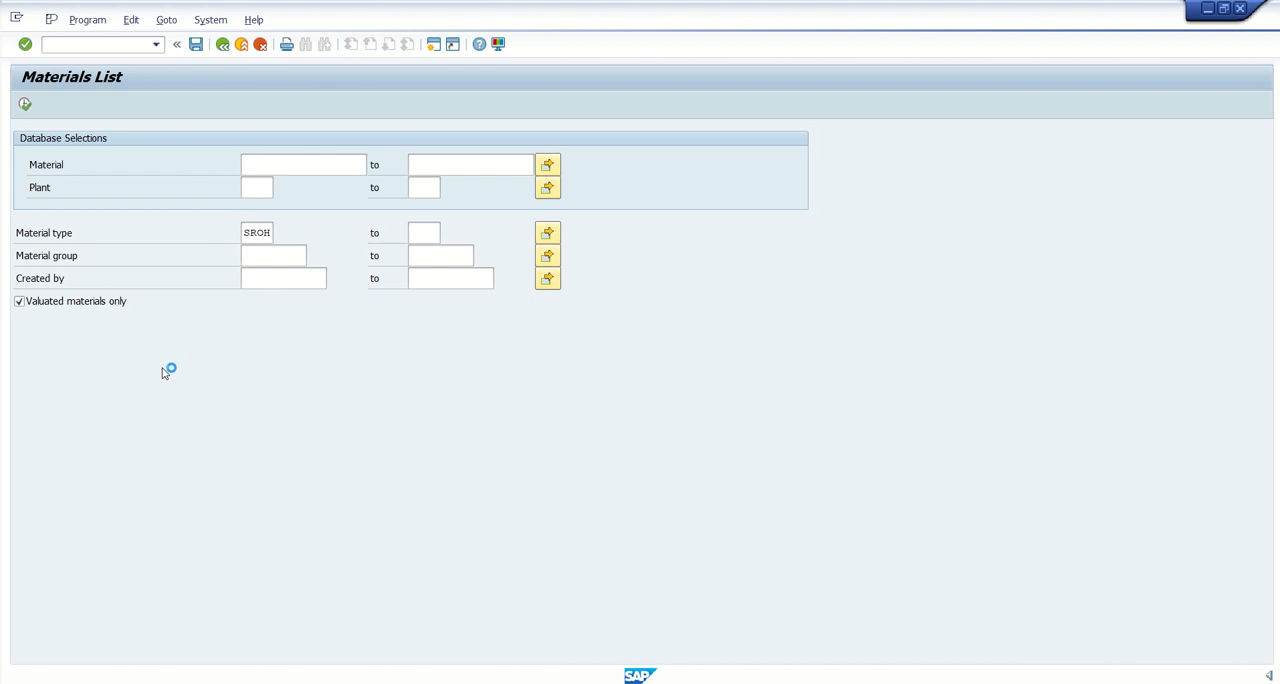 Program Edit Goto System Help
Materials List
Database Selections
Material to
Plant to
Material type SROH to
Material group to
Created by to
Valuated materials only
SAP